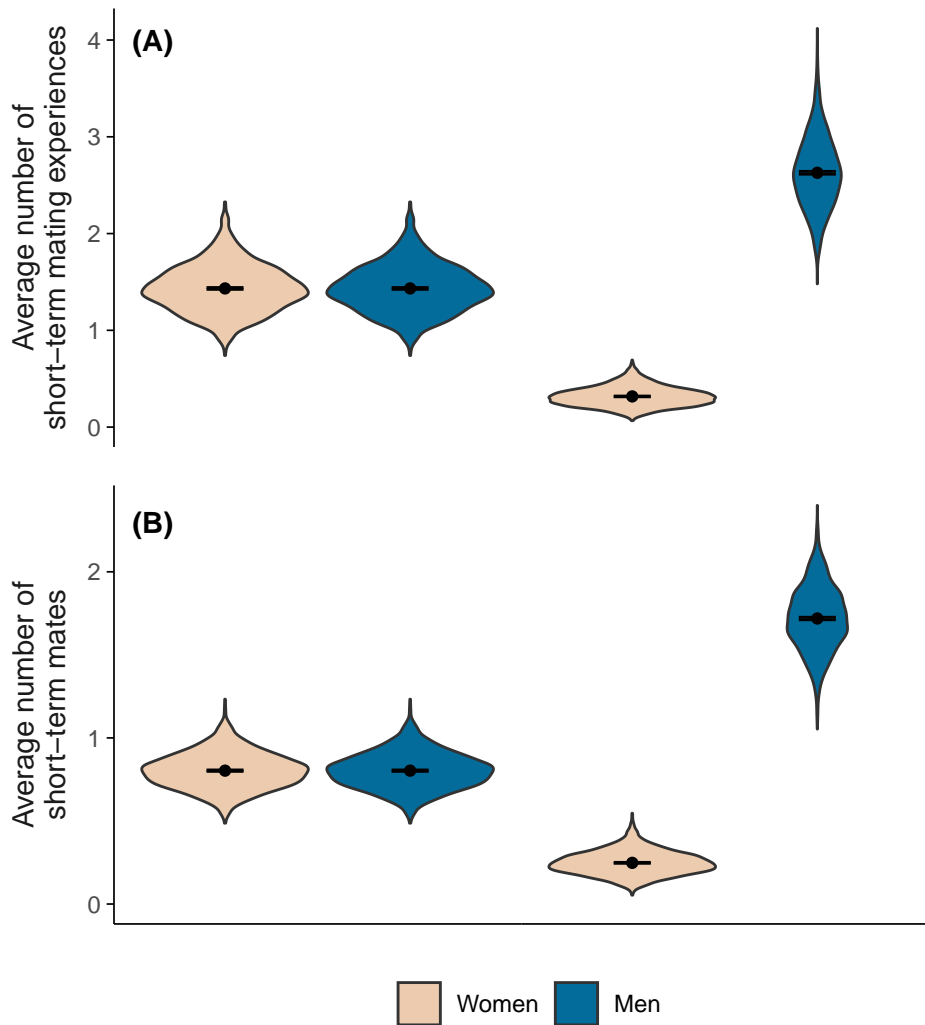 (A)
Average number of
short−term mating experiences
4
3
2
1
0
(B)
Average number of
short−term mates
2
1
0
Women
Men